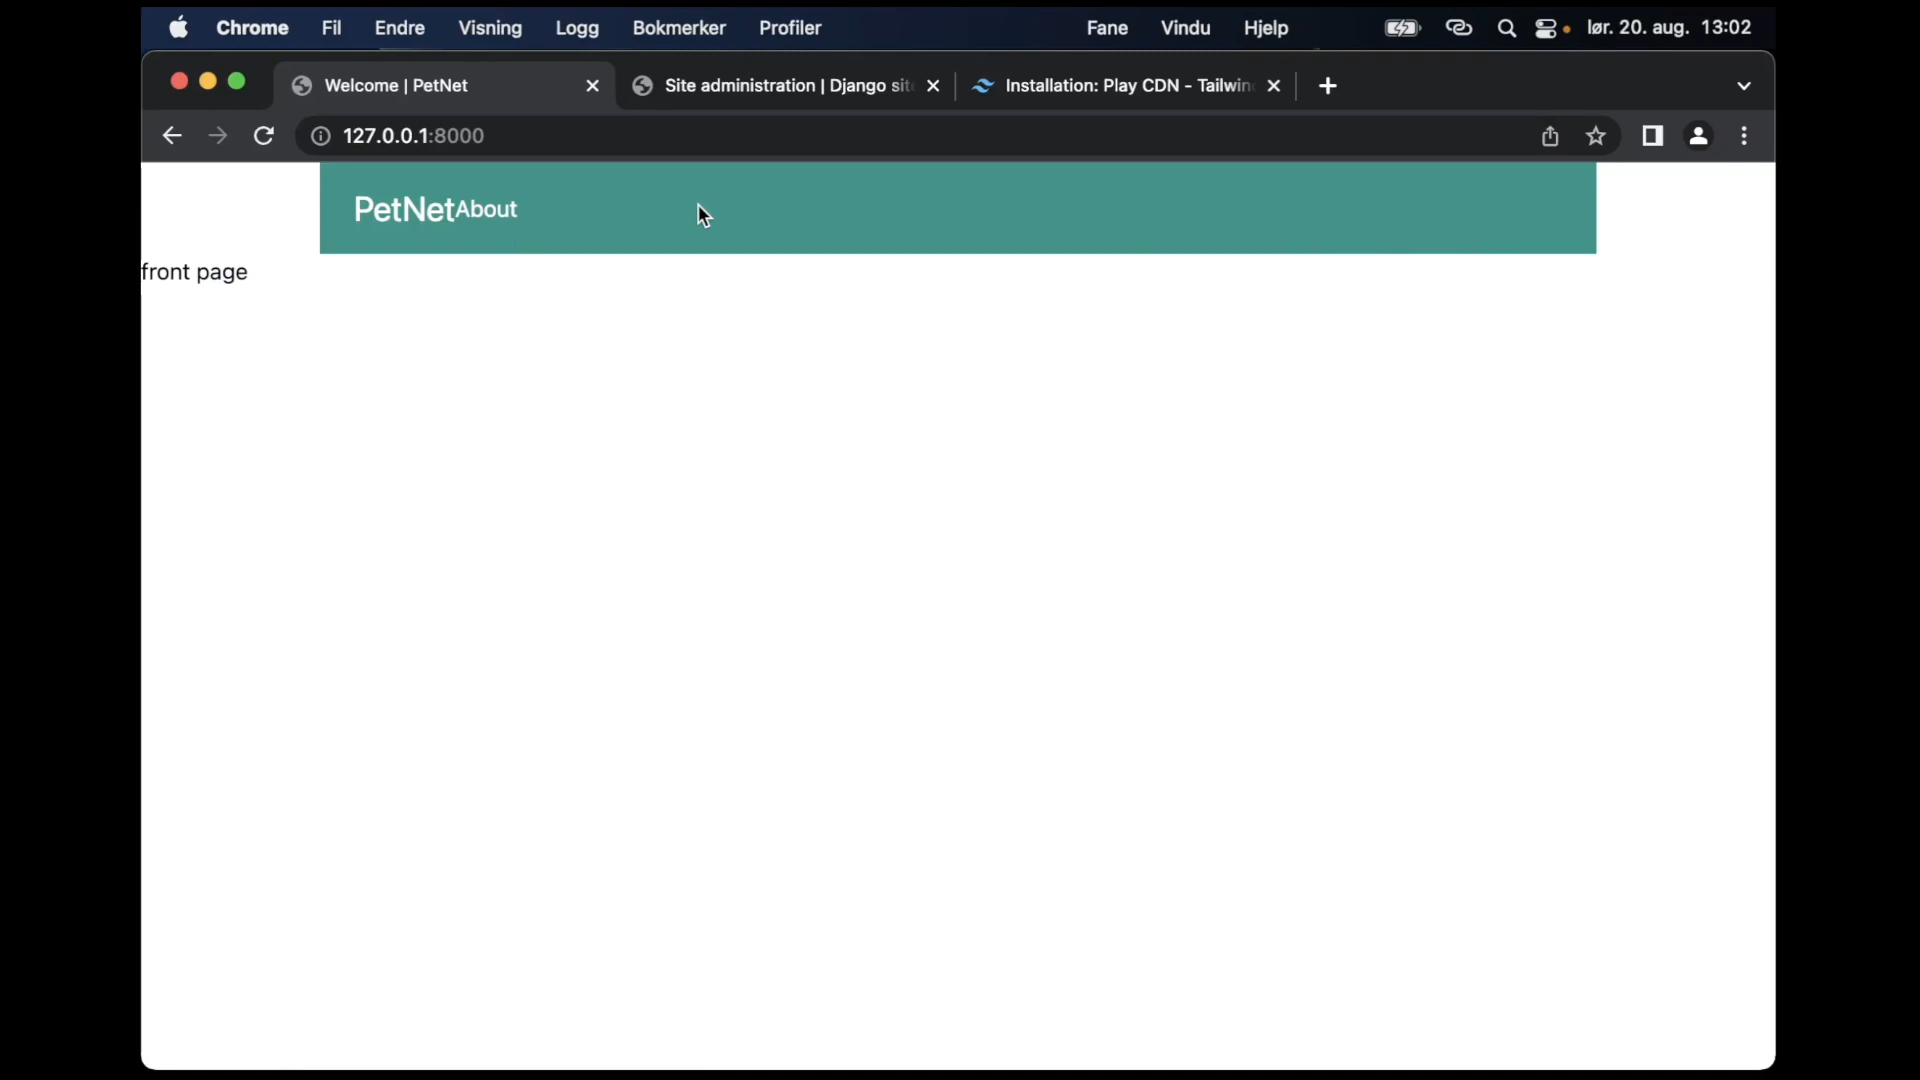 Chrome Fil Endre Visning Logg Bokmerker Profiler Fane Vindu Hjelp lør. 20. aug. 13:02
Welcome | PetNet Site administration | Django sit Installation: Play CDN - Tailwin
127.0.0.1:8000
PetNet About
front page